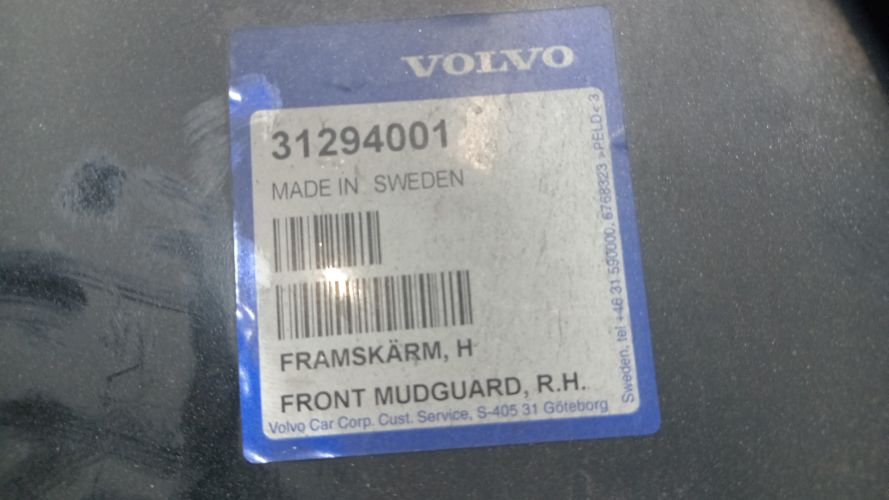 VOLVO
31294001
MADE IN SWEDEN
FRAMSKÄRM, H
FRONT MUDGUARD, R.H.
Volvo Car Corp. Cust. Service, S-405 31 Göteborg
Sweden, tel +46 31 590000. 6768323 >PELD< 3